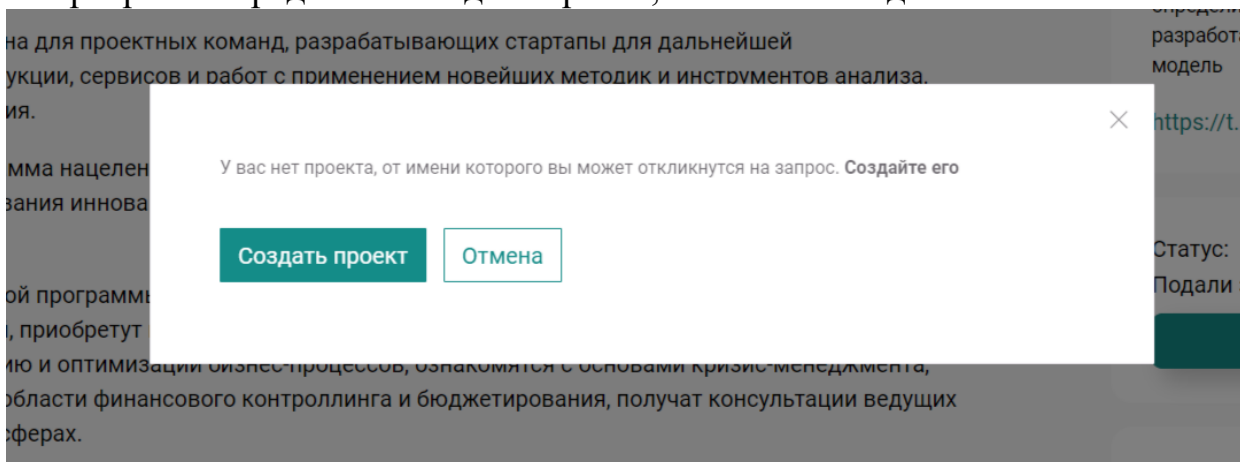 на для проектных команд, разрабатывающих стартапы для дальнейшей
укции, сервисов и работ с применением новейших методик и инструментов анализа.
ия.
мма нацелен
вания иннова
ой программы
, приобретут
ию и оптимизации бизнес-процессов, ознакомятся с основами кризис-менеджмента,
области финансового контроллинга и бюджетирования, получат консультации ведущих
сферах.
У вас нет проекта, от имени которого вы может откликнутся на запрос. Создайте его
Создать проект
Отмена
разработ
модель
https://t.
Статус:
Подали